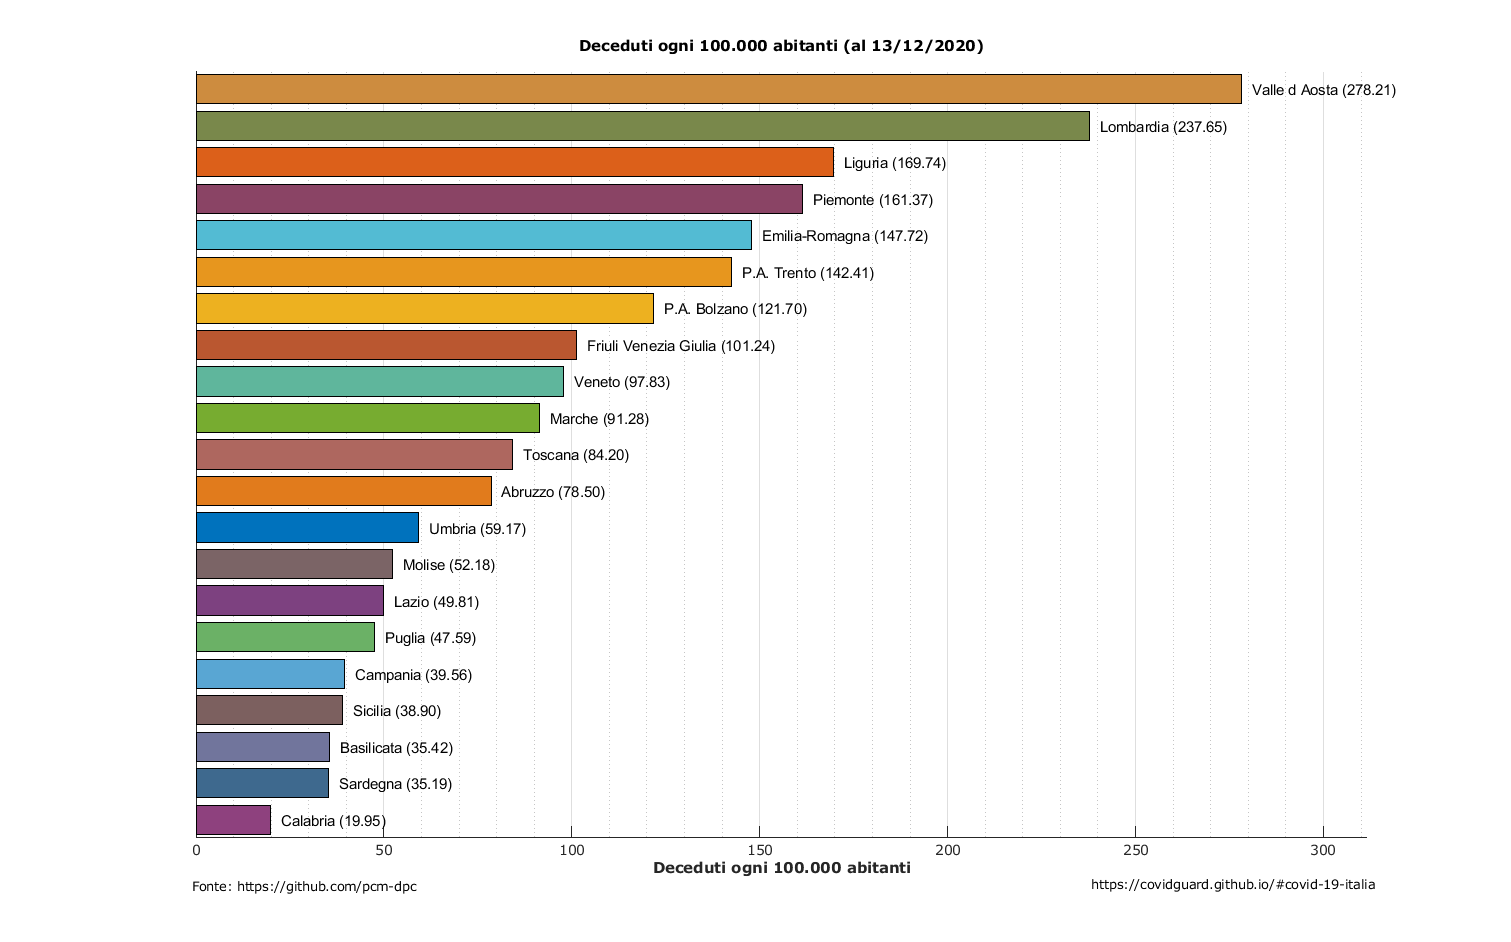 Deceduti ogni 100.000 abitanti (al 13/12/2020)
Valle d Aosta (278.21)
Lombardia (237.65)
Liguria (169.74)
Piemonte (161.37)
Emilia-Romagna (147.72)
P.A. Trento (142.41)
P.A. Bolzano (121.70)
Friuli Venezia Giulia (101.24)
Veneto (97.83)
Marche (91.28)
Toscana (84.20)
Abruzzo (78.50)
Umbria (59.17)
Molise (52.18)
Lazio (49.81)
Puglia (47.59)
Campania (39.56)
Sicilia (38.90)
Basilicata (35.42)
Sardegna (35.19)
Calabria (19.95)
0 50 100 150 200 250 300
Deceduti ogni 100.000 abitanti
Fonte: https://github.com/pcm-dpc
https://covidguard.github.io/#covid-19-italia